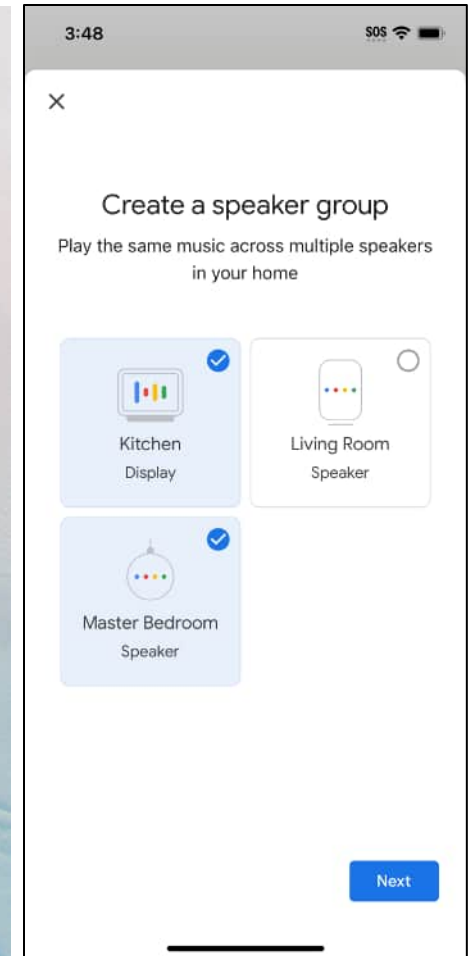 3:48
SOS
Create a speaker group
Play the same music across multiple speakers
in your home
Kitchen
Display
Living Room
Speaker
Master Bedroom
Speaker
Next